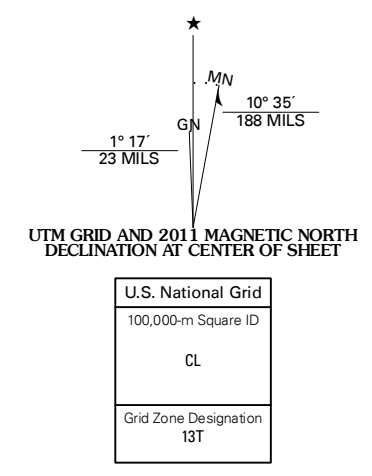 ★
MN
10° 35´
188 MILS
GN
1° 17´
23 MILS
UTM GRID AND 2011 MAGNETIC NORTH
DECLINATION AT CENTER OF SHEET
U.S. National Grid
100,000-m Square ID
CL
Grid Zone Designation
13T